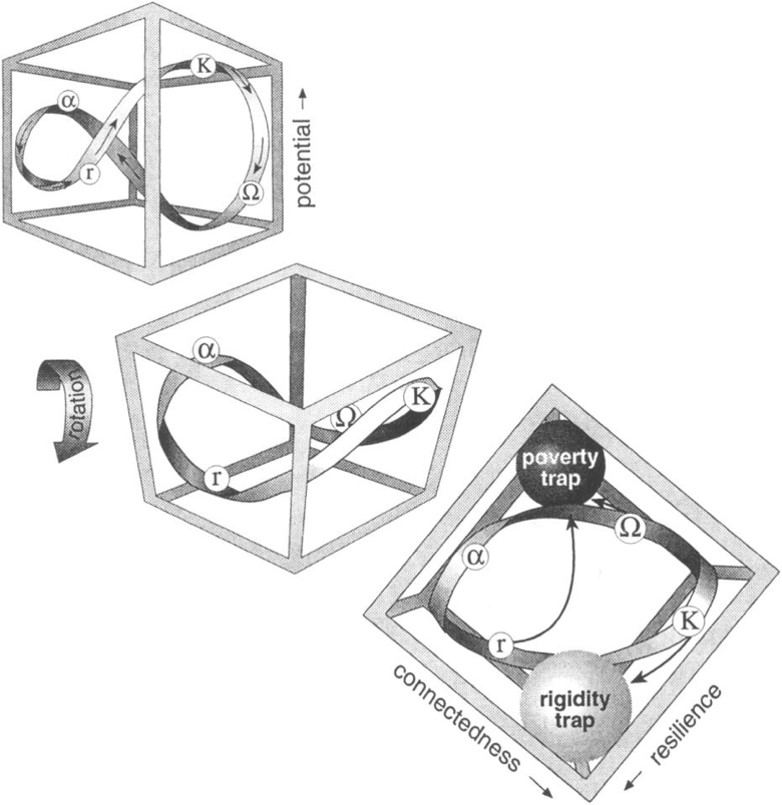 K
α
r
Ω
potential →
rotation
α
Ω
K
r
poverty
trap
Ω
α
K
r
rigidity
trap
connectedness →
← resilience